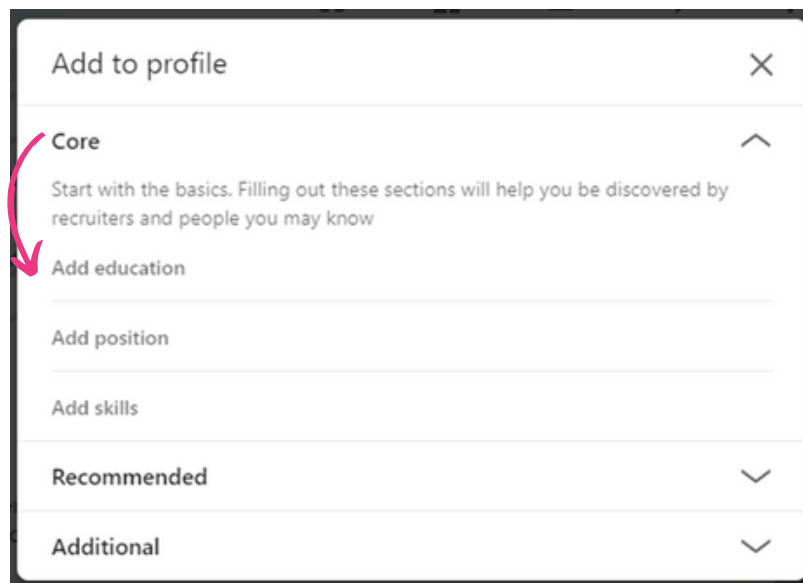 Add to profile
Core
Start with the basics. Filling out these sections will help you be discovered by
recruiters and people you may know
Add education
Add position
Add skills
Recommended
Additional